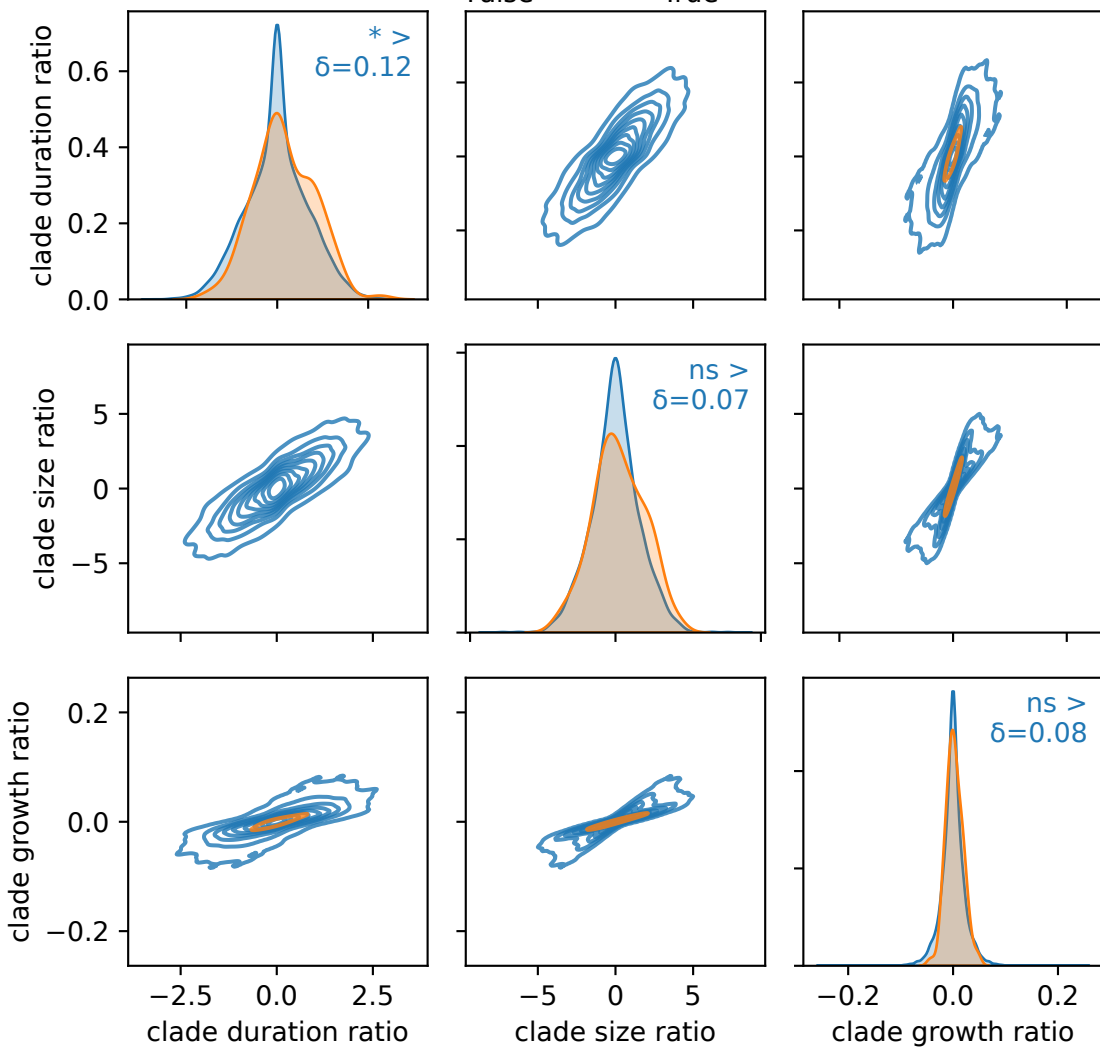 clade duration ratio
0.6
0.4
0.2
0.0
* >
δ=0.12
clade size ratio
5
0
−5
ns >
δ=0.07
clade growth ratio
0.2
0.0
−0.2
ns >
δ=0.08
−2.5 0.0 2.5
−5 0 5
−0.2 0.0 0.2
clade duration ratio
clade size ratio
clade growth ratio